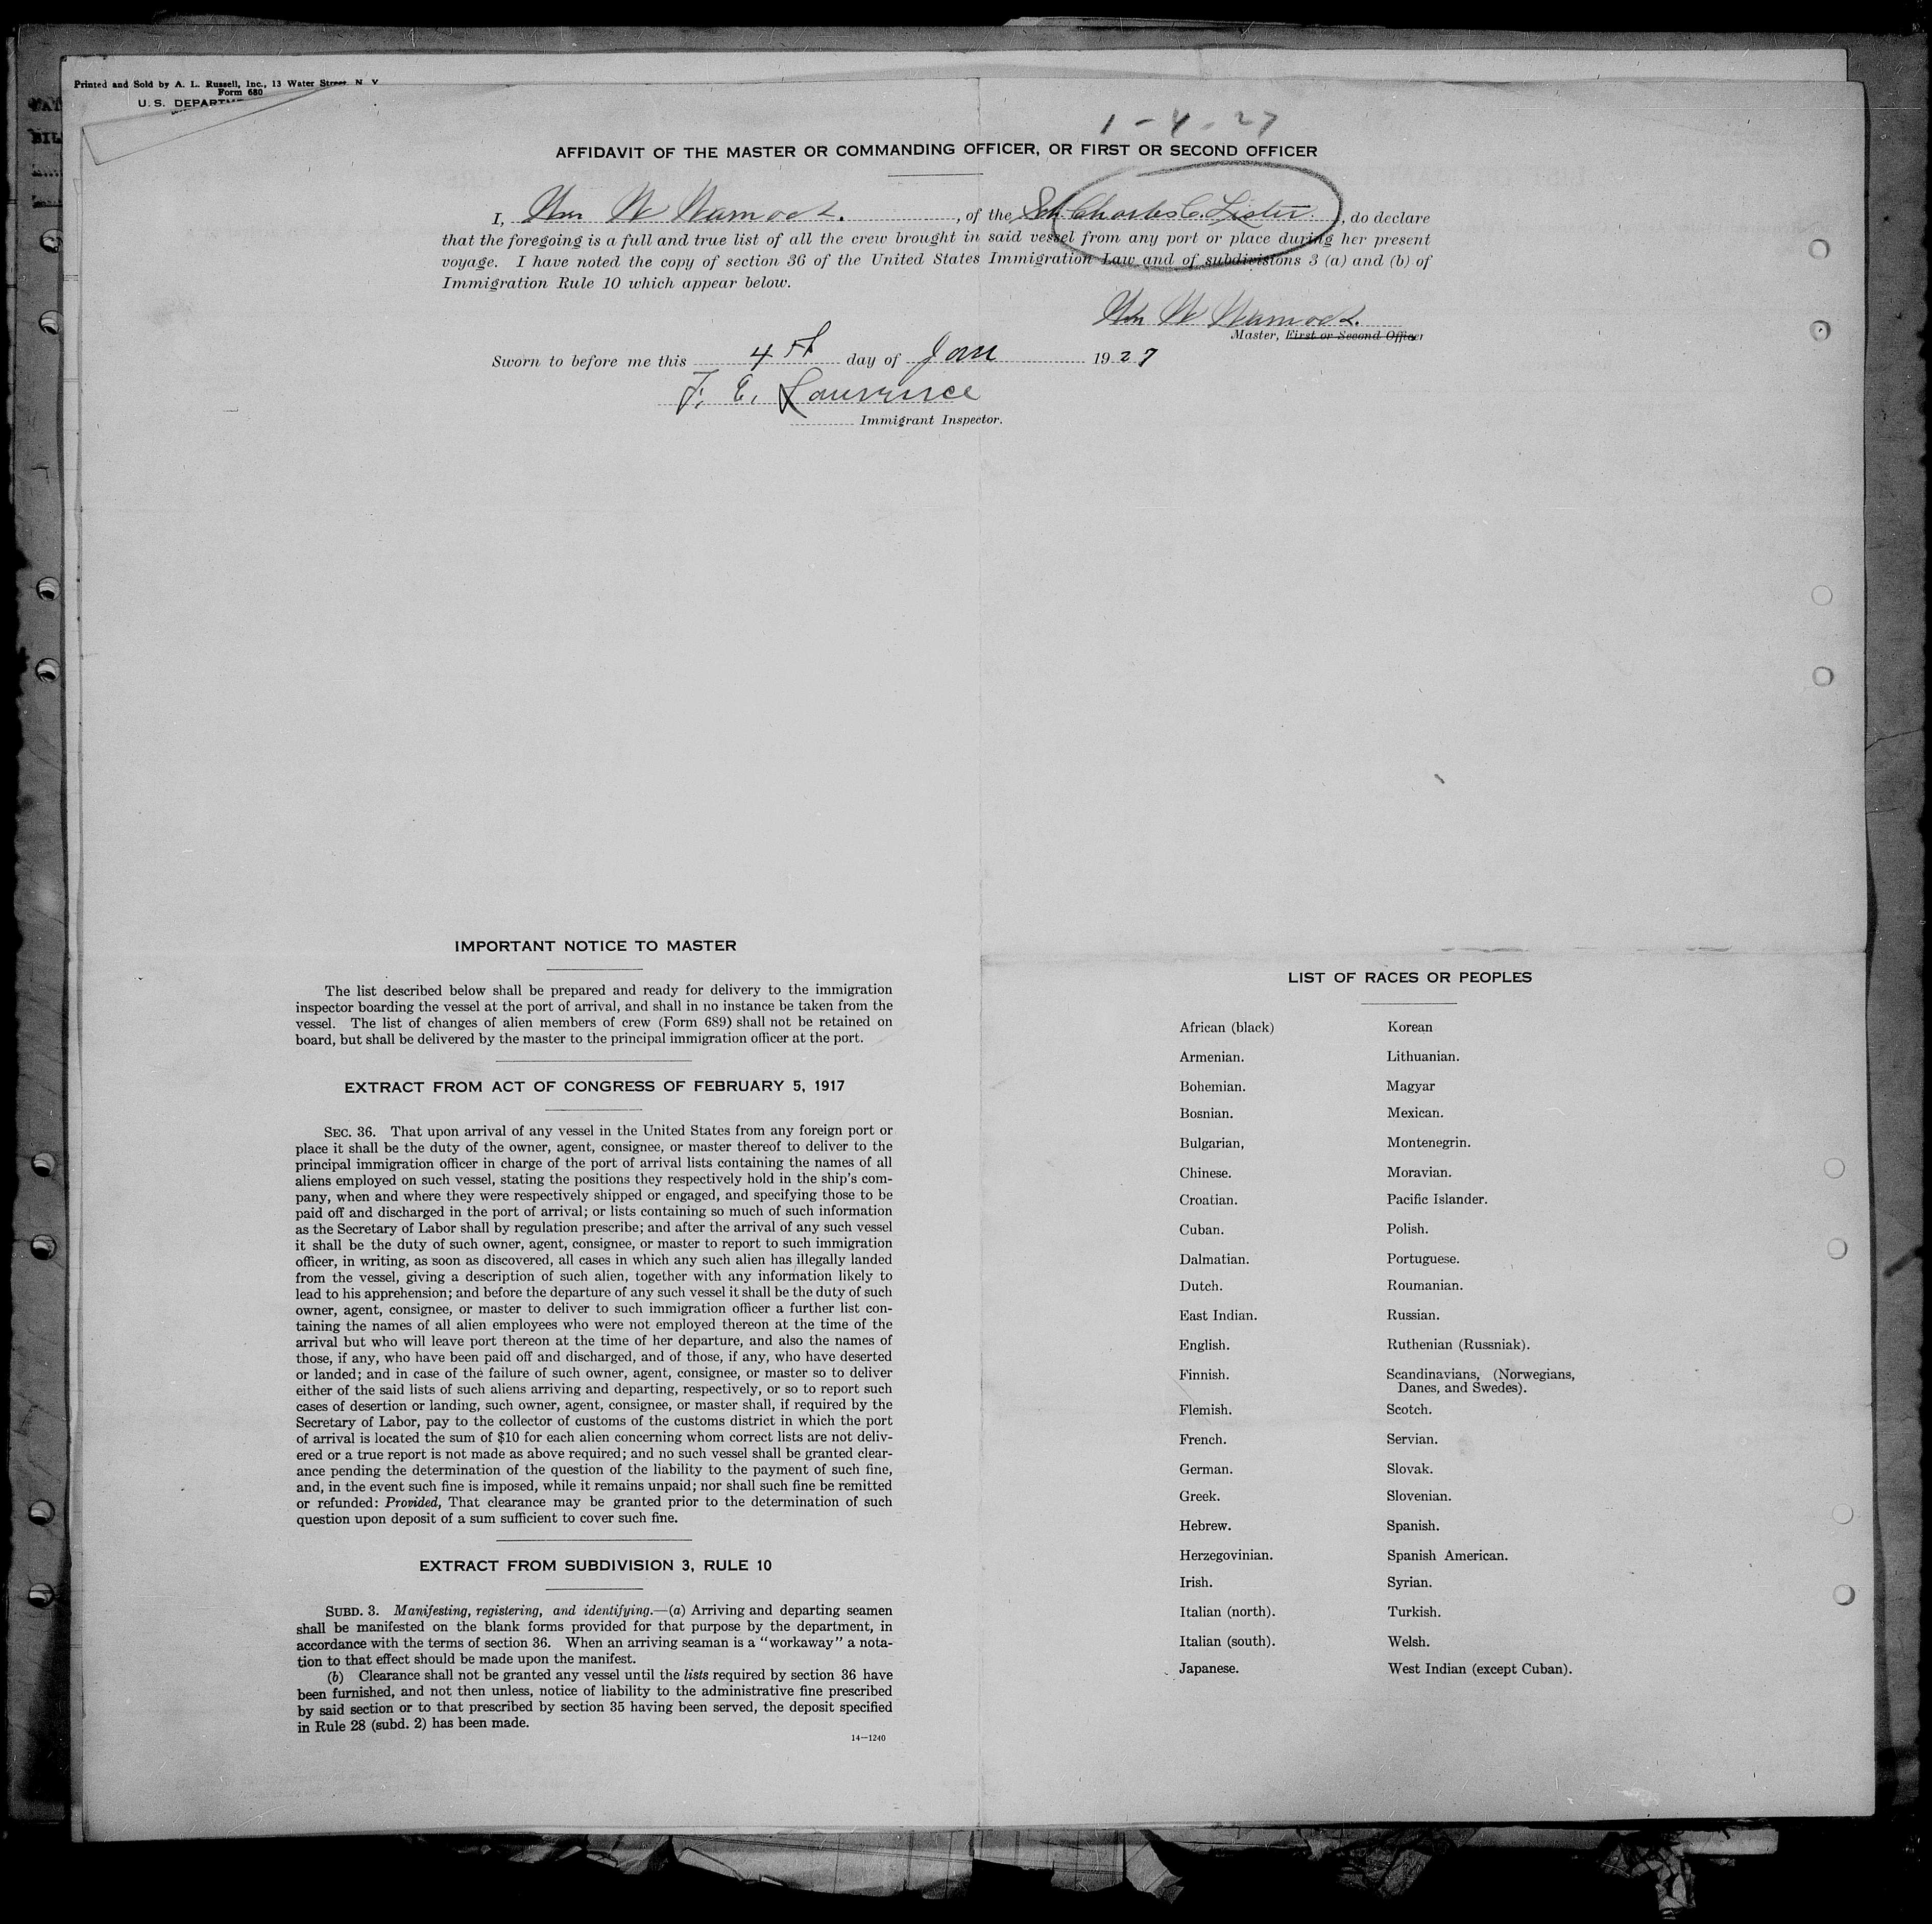 Printed and Sold by A. L. Russell, Inc., 13 Water Street, N. Y.
Form 680
U. S. DEPARTM
1-4-27
AFFIDAVIT OF THE MASTER OR COMMANDING OFFICER, OR FIRST OR SECOND OFFICER
I, Wm W Warnock, of the Sch Charles C. Lister, do declare
that the foregoing is a full and true list of all the crew brought in said vessel from any port or place during her present
voyage. I have noted the copy of section 36 of the United States Immigration Law and of subdivisions 3 (a) and (b) of
Immigration Rule 10 which appear below.
Wm W Warnock.
Master, First or Second Officer
Sworn to before me this 4th day of Jan 1927
F. E. Lawrence
Immigrant Inspector.
IMPORTANT NOTICE TO MASTER
The list described below shall be prepared and ready for delivery to the immigration
inspector boarding the vessel at the port of arrival, and shall in no instance be taken from the
vessel. The list of changes of alien members of crew (Form 689) shall not be retained on
board, but shall be delivered by the master to the principal immigration officer at the port.
EXTRACT FROM ACT OF CONGRESS OF FEBRUARY 5, 1917
SEC. 36. That upon arrival of any vessel in the United States from any foreign port or
place it shall be the duty of the owner, agent, consignee, or master thereof to deliver to the
principal immigration officer in charge of the port of arrival lists containing the names of all
aliens employed on such vessel, stating the positions they respectively hold in the ship's com-
pany, when and where they were respectively shipped or engaged, and specifying those to be
paid off and discharged in the port of arrival; or lists containing so much of such information
as the Secretary of Labor shall by regulation prescribe; and after the arrival of any such vessel
it shall be the duty of such owner, agent, consignee, or master to report to such immigration
officer, in writing, as soon as discovered, all cases in which any such alien has illegally landed
from the vessel, giving a description of such alien, together with any information likely to
lead to his apprehension; and before the departure of any such vessel it shall be the duty of such
owner, agent, consignee, or master to deliver to such immigration officer a further list con-
taining the names of all alien employees who were not employed thereon at the time of the
arrival but who will leave port thereon at the time of her departure, and also the names of
those, if any, who have been paid off and discharged, and of those, if any, who have deserted
or landed; and in case of the failure of such owner, agent, consignee, or master so to deliver
either of the said lists of such aliens arriving and departing, respectively, or so to report such
cases of desertion or landing, such owner, agent, consignee, or master shall, if required by the
Secretary of Labor, pay to the collector of customs of the customs district in which the port
of arrival is located the sum of $10 for each alien concerning whom correct lists are not deliv-
ered or a true report is not made as above required; and no such vessel shall be granted clear-
ance pending the determination of the question of the liability to the payment of such fine,
and, in the event such fine is imposed, while it remains unpaid; nor shall such fine be remitted
or refunded: Provided, That clearance may be granted prior to the determination of such
question upon deposit of a sum sufficient to cover such fine.
EXTRACT FROM SUBDIVISION 3, RULE 10
SUBD. 3. Manifesting, registering, and identifying.—(a) Arriving and departing seamen
shall be manifested on the blank forms provided for that purpose by the department, in
accordance with the terms of section 36. When an arriving seaman is a "workaway" a nota-
tion to that effect should be made upon the manifest.
(b) Clearance shall not be granted any vessel until the lists required by section 36 have
been furnished, and not then unless, notice of liability to the administrative fine prescribed
by said section or to that prescribed by section 35 having been served, the deposit specified
in Rule 28 (subd. 2) has been made.
14—1240
LIST OF RACES OR PEOPLES
African (black) Korean
Armenian. Lithuanian.
Bohemian. Magyar
Bosnian. Mexican.
Bulgarian, Montenegrin.
Chinese. Moravian.
Croatian. Pacific Islander.
Cuban. Polish.
Dalmatian. Portuguese.
Dutch. Roumanian.
East Indian. Russian.
English. Ruthenian (Russniak).
Finnish. Scandinavians, (Norwegians,
Danes, and Swedes).
Flemish. Scotch.
French. Servian.
German. Slovak.
Greek. Slovenian.
Hebrew. Spanish.
Herzegovinian. Spanish American.
Irish. Syrian.
Italian (north). Turkish.
Italian (south). Welsh.
Japanese. West Indian (except Cuban).